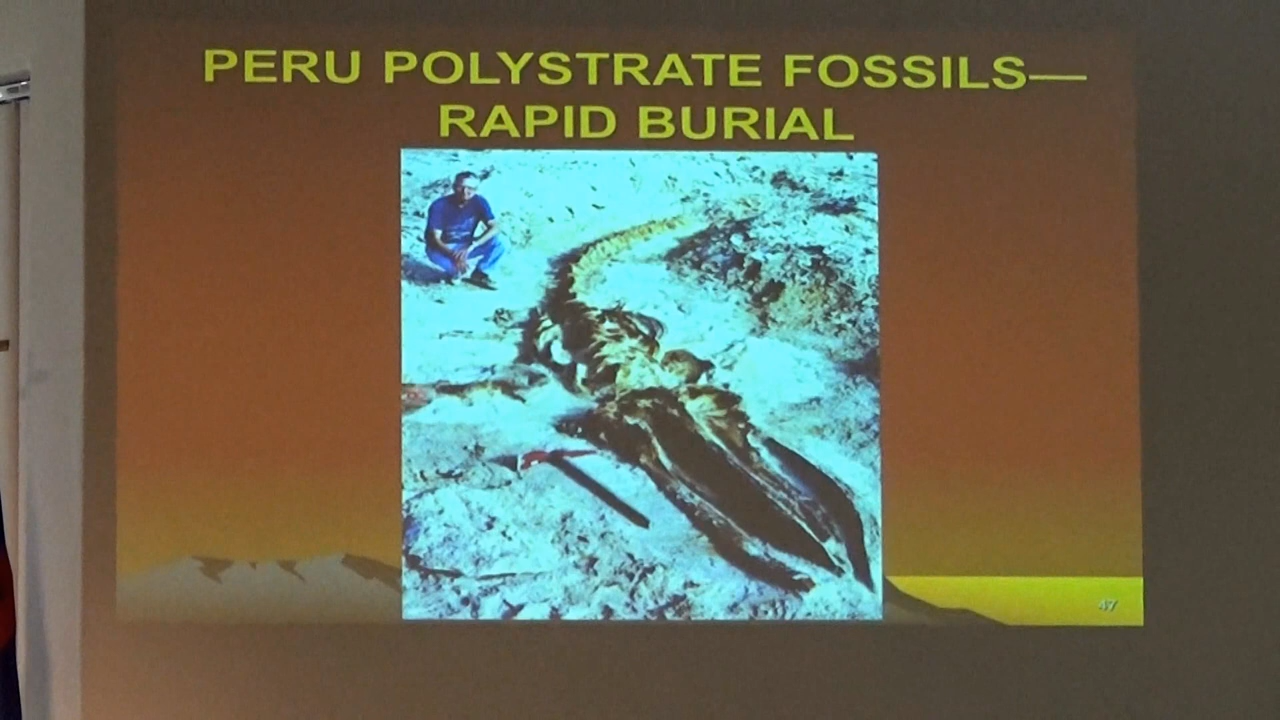 PERU POLYSTRATE FOSSILS—
RAPID BURIAL
47